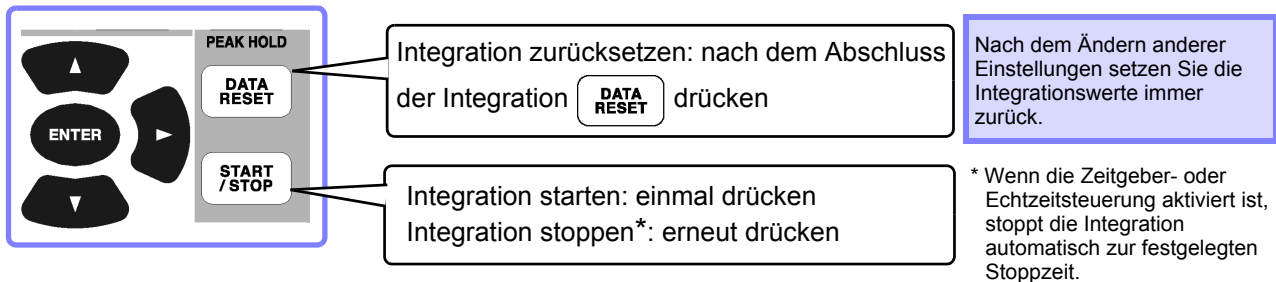 PEAK HOLD
DATA
RESET
ENTER
START
/ STOP
Integration zurücksetzen: nach dem Abschluss
der Integration DATA RESET drücken
Integration starten: einmal drücken
Integration stoppen*: erneut drücken
Nach dem Ändern anderer
Einstellungen setzen Sie die
Integrationswerte immer
zurück.
* Wenn die Zeitgeber- oder
Echtzeitsteuerung aktiviert ist,
stoppt die Integration
automatisch zur festgelegten
Stoppzeit.